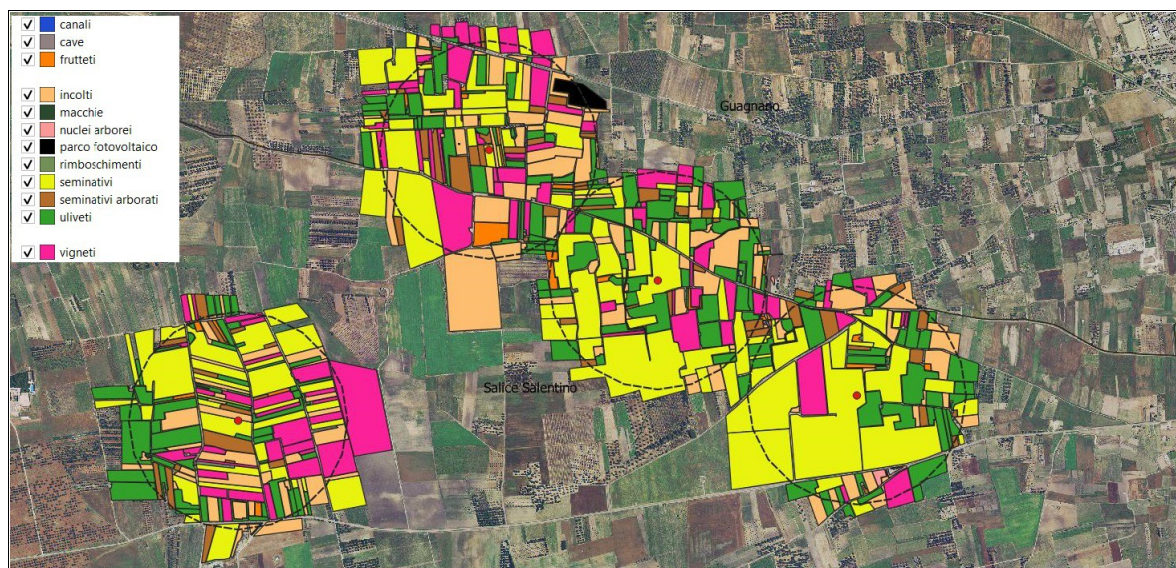 canali
cave
frutteti
incolti
macchie
nuclei arborei
parco fotovoltaico
rimboschimenti
seminativi
seminativi arborati
uliveti
vigneti
Guagnano
Salice Salentino